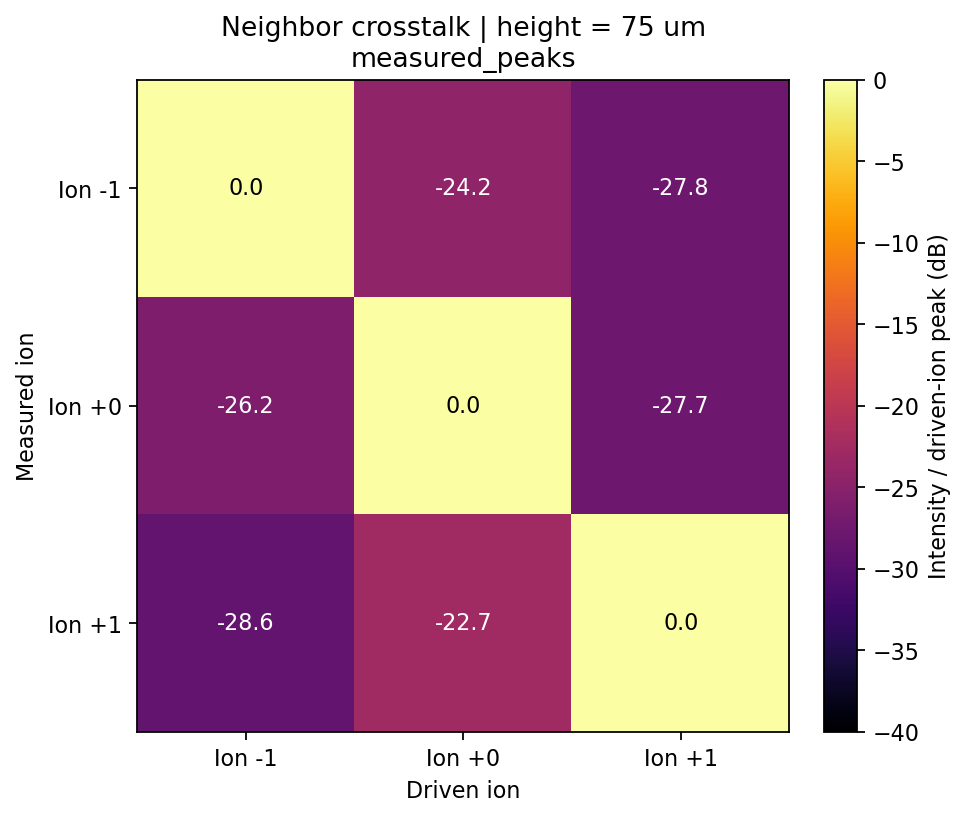 Neighbor crosstalk | height = 75 um
measured_peaks
Measured ion
Ion -1
0.0
-24.2
-27.8
Ion +0
-26.2
0.0
-27.7
Ion +1
-28.6
-22.7
0.0
Ion -1
Ion +0
Ion +1
Driven ion
0
−5
−10
−15
−20
−25
−30
−35
−40
Intensity / driven-ion peak (dB)